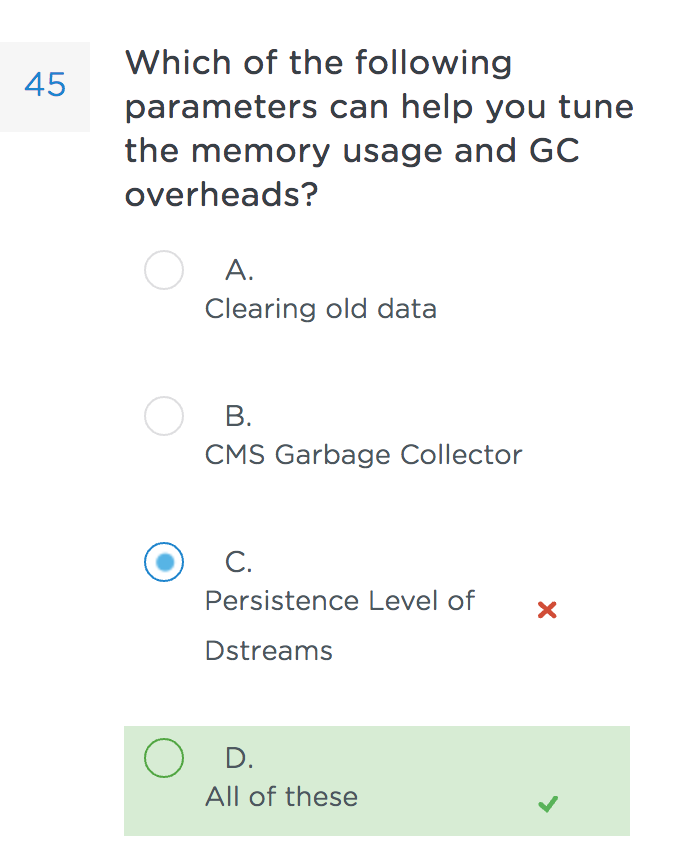 45
Which of the following
parameters can help you tune
the memory usage and GC
overheads?
A.
Clearing old data
B.
CMS Garbage Collector
C.
Persistence Level of
Dstreams
D.
All of these